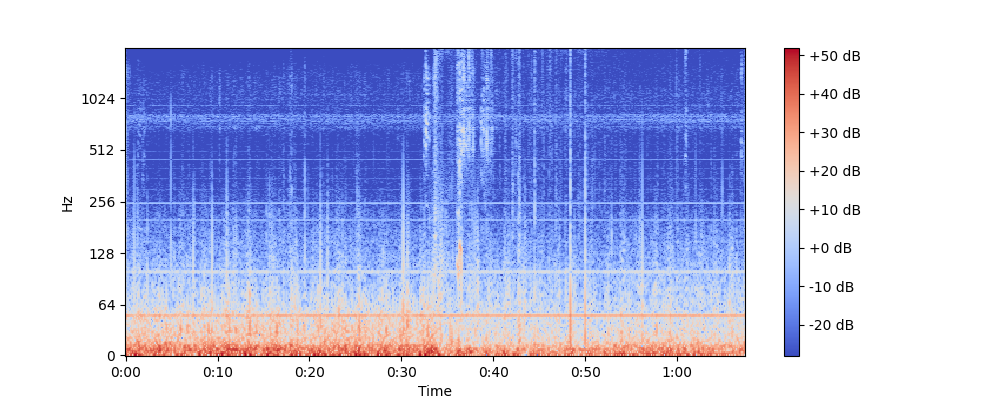 Hz
1024
512
256
128
64
0
0:00 0:10 0:20 0:30 0:40 0:50 1:00
Time
+50 dB
+40 dB
+30 dB
+20 dB
+10 dB
+0 dB
-10 dB
-20 dB